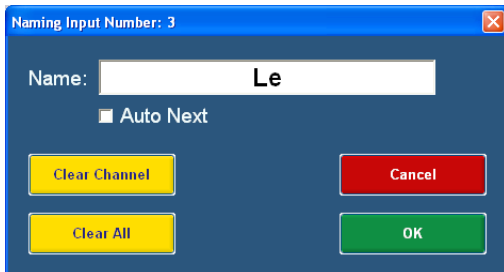 Naming Input Number: 3
Name: Le
Auto Next
Clear Channel Cancel
Clear All OK